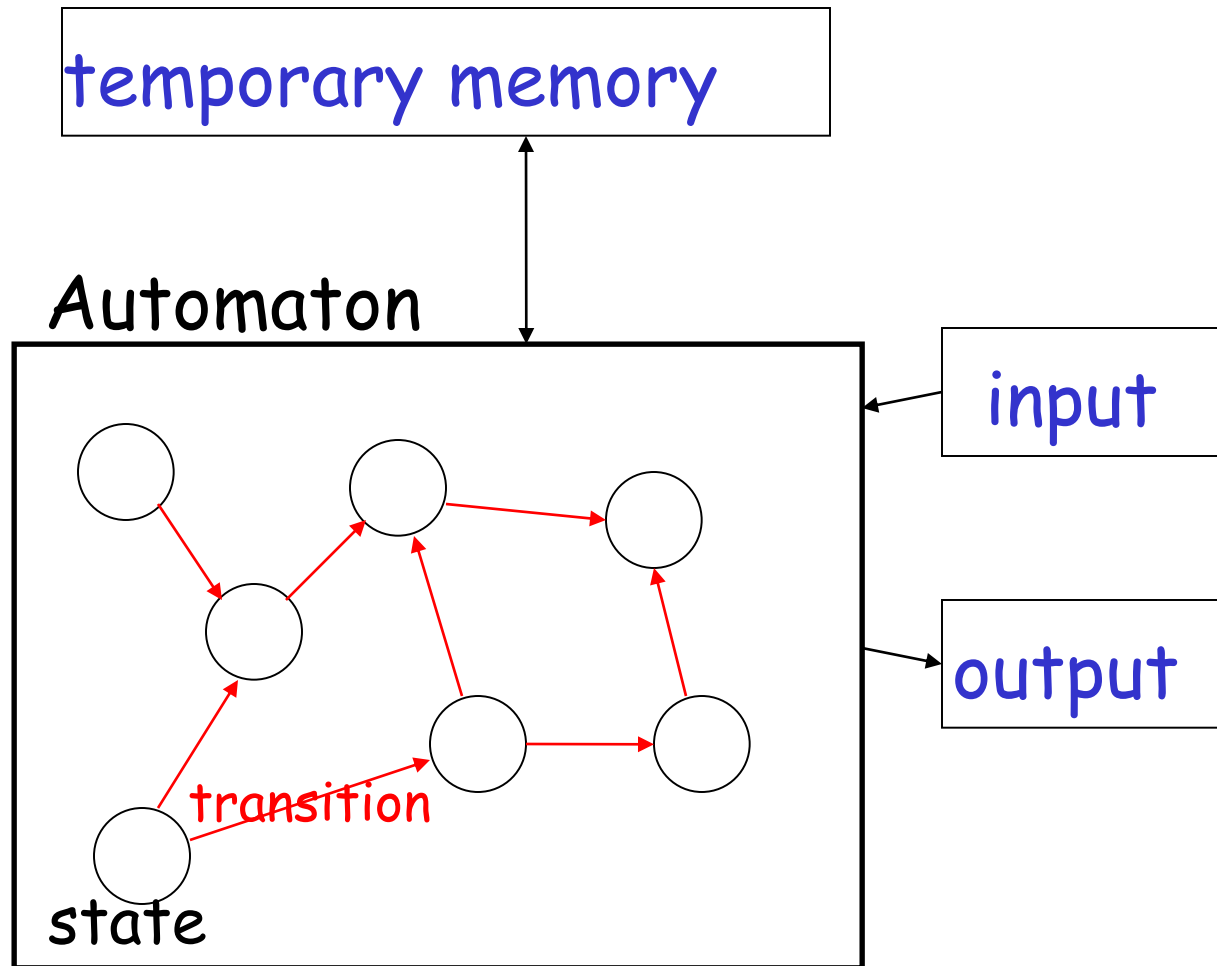 temporary memory
Automaton
input
output
transition
state